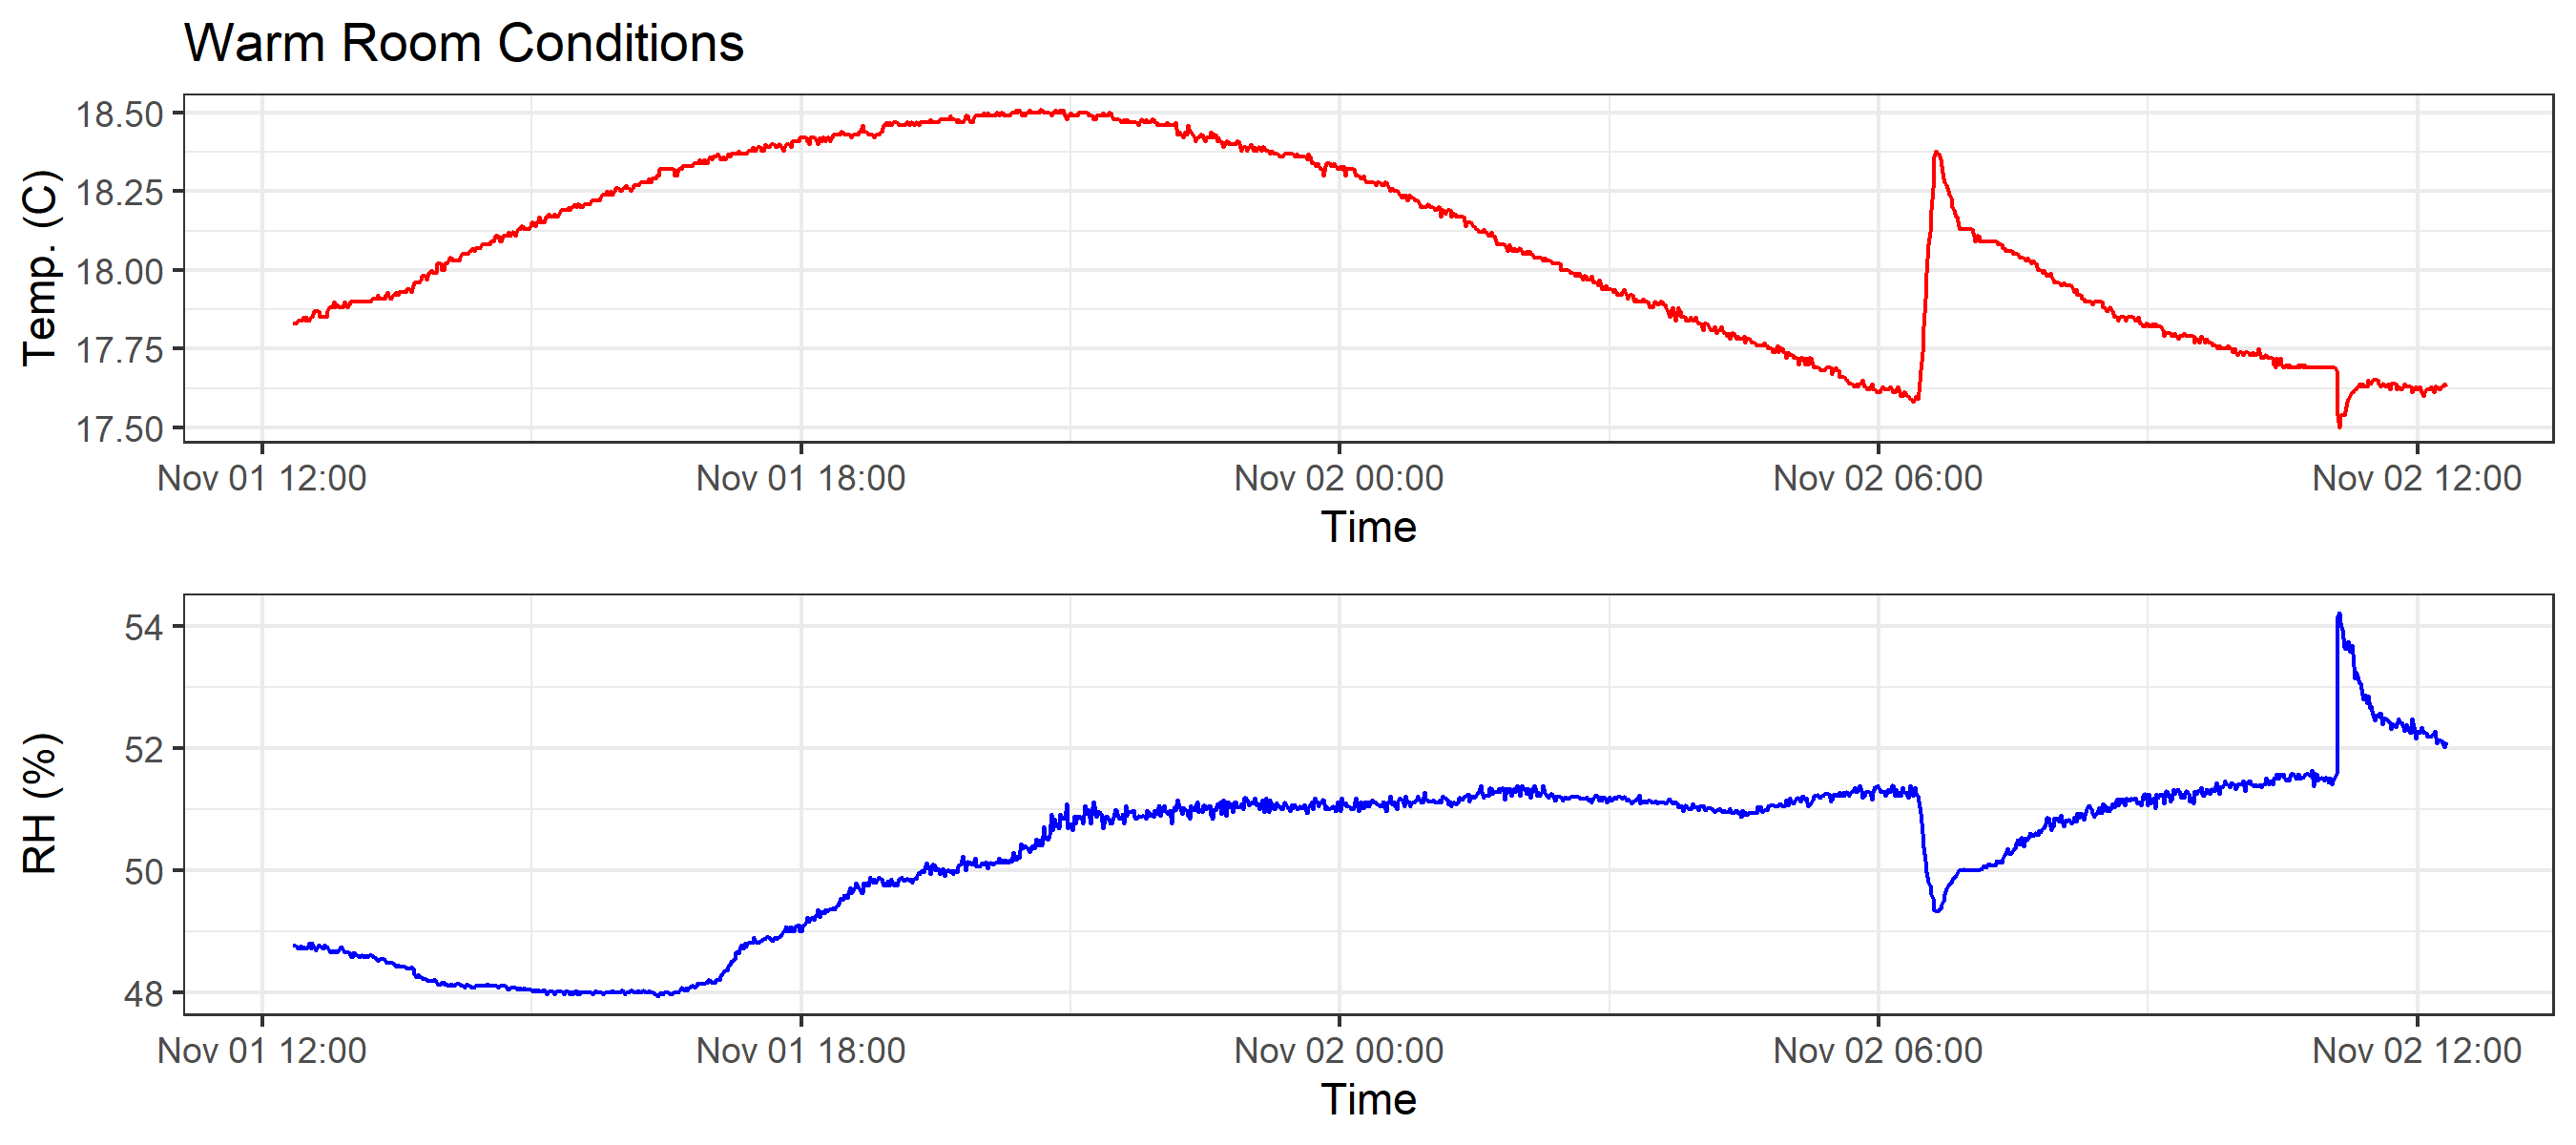 Warm Room Conditions
Temp. (C)
18.50
18.25
18.00
17.75
17.50
Nov 01 12:00 Nov 01 18:00 Nov 02 00:00 Nov 02 06:00 Nov 02 12:00
Time
RH (%)
54
52
50
48
Nov 01 12:00 Nov 01 18:00 Nov 02 00:00 Nov 02 06:00 Nov 02 12:00
Time